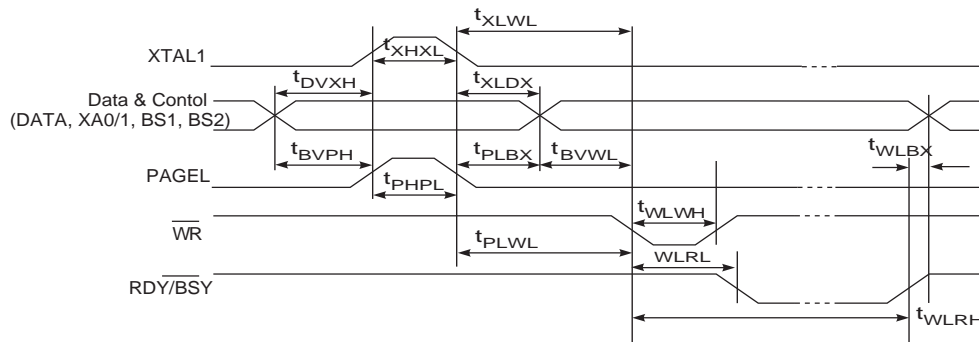 tXLWL
XTAL1
tXHXL
tDVXH
tXLDX
Data & Contol
(DATA, XA0/1, BS1, BS2)
tBVPH
tPLBX
tBVWL
tWLBX
PAGEL
tPHPL
WR
tWLWH
tPLWL
WLRL
RDY/BSY
tWLRH